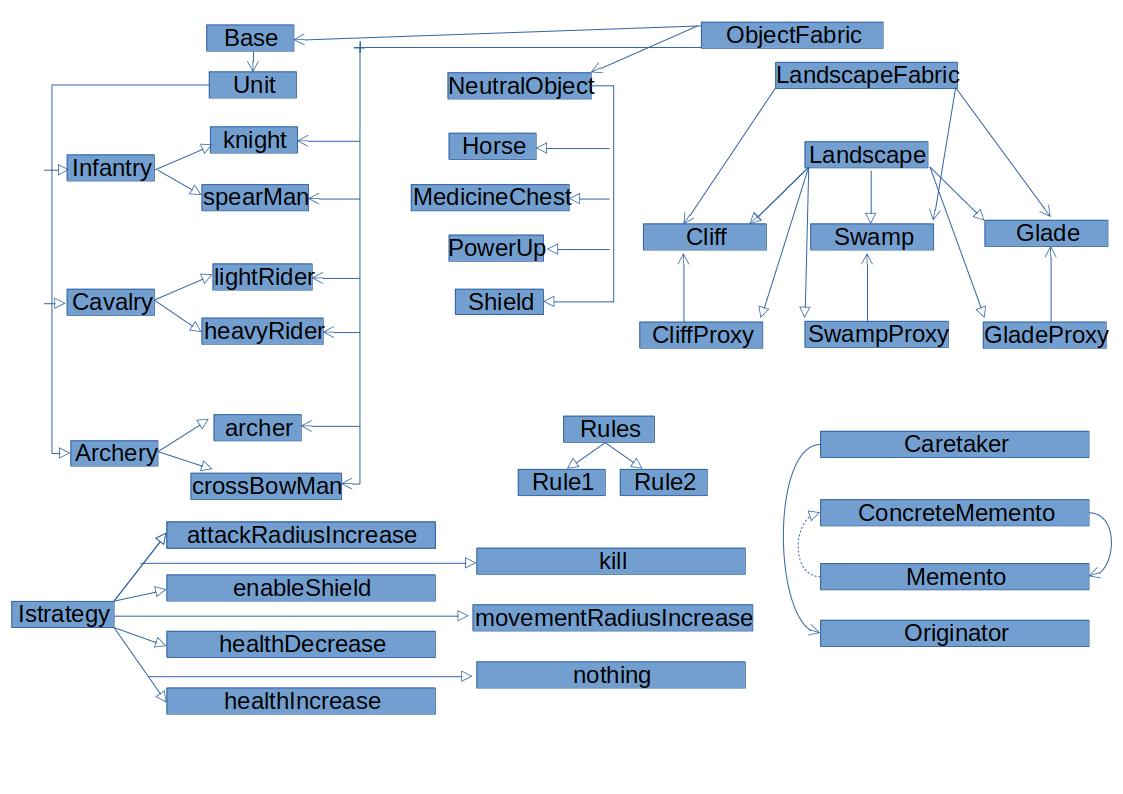 Base
ObjectFabric
Unit
NeutralObject
LandscapeFabric
knight
Horse
Landscape
Infantry
spearMan
MedicineChest
Cliff
Swamp
Glade
PowerUp
lightRider
Cavalry
Shield
heavyRider
CliffProxy
SwampProxy
GladeProxy
archer
Rules
Archery
Caretaker
crossBowMan
Rule1
Rule2
ConcreteMemento
attackRadiusIncrease
kill
Memento
enableShield
Istrategy
movementRadiusIncrease
Originator
healthDecrease
nothing
healthIncrease